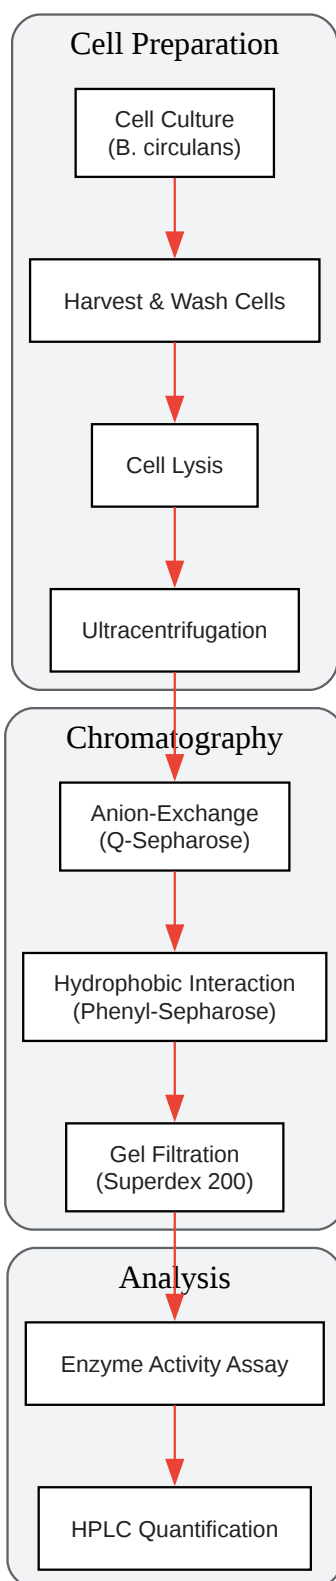 Cell Preparation
Cell Culture
(B. circulans)
Harvest & Wash Cells
Cell Lysis
Ultracentrifugation
Chromatography
Anion-Exchange
(Q-Sepharose)
Hydrophobic Interaction
(Phenyl-Sepharose)
Gel Filtration
(Superdex 200)
Analysis
Enzyme Activity Assay
HPLC Quantification